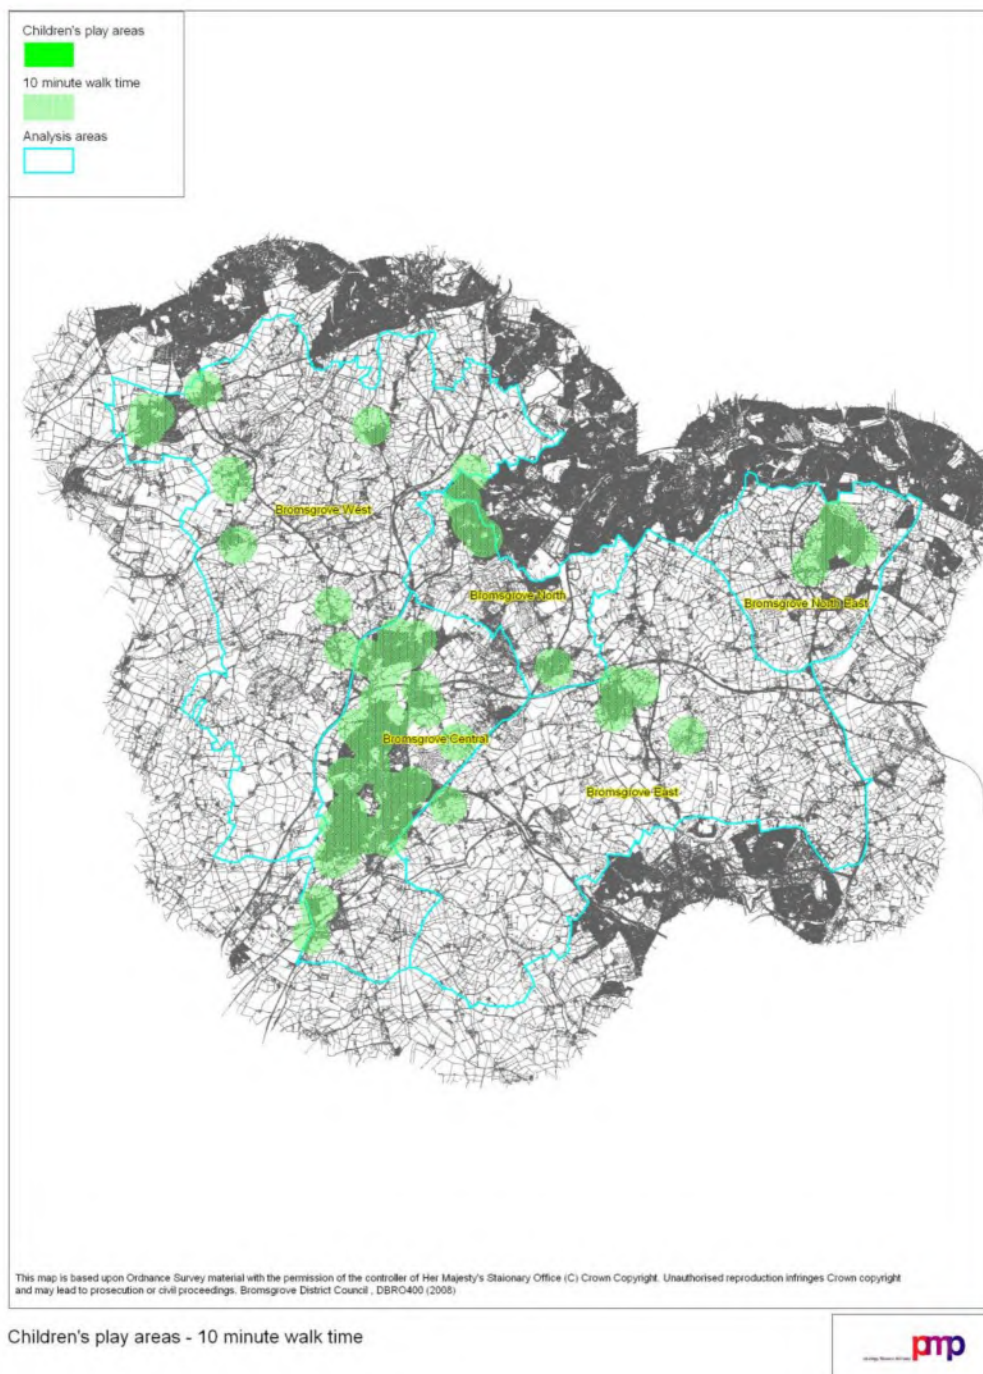 Children's play areas
10 minute walk time
Analysis areas
Bromsgrove West
Bromsgrove North
Bromsgrove North East
Bromsgrove Central
Bromsgrove East
This map is based upon Ordnance Survey material with the permission of the controller of Her Majesty's Staionary Office (C) Crown Copyright. Unauthorised reproduction infringes Crown copyright
and may lead to prosecution or civil proceedings. Bromsgrove District Council , DBRO400 (2008)
Children's play areas - 10 minute walk time
pmp